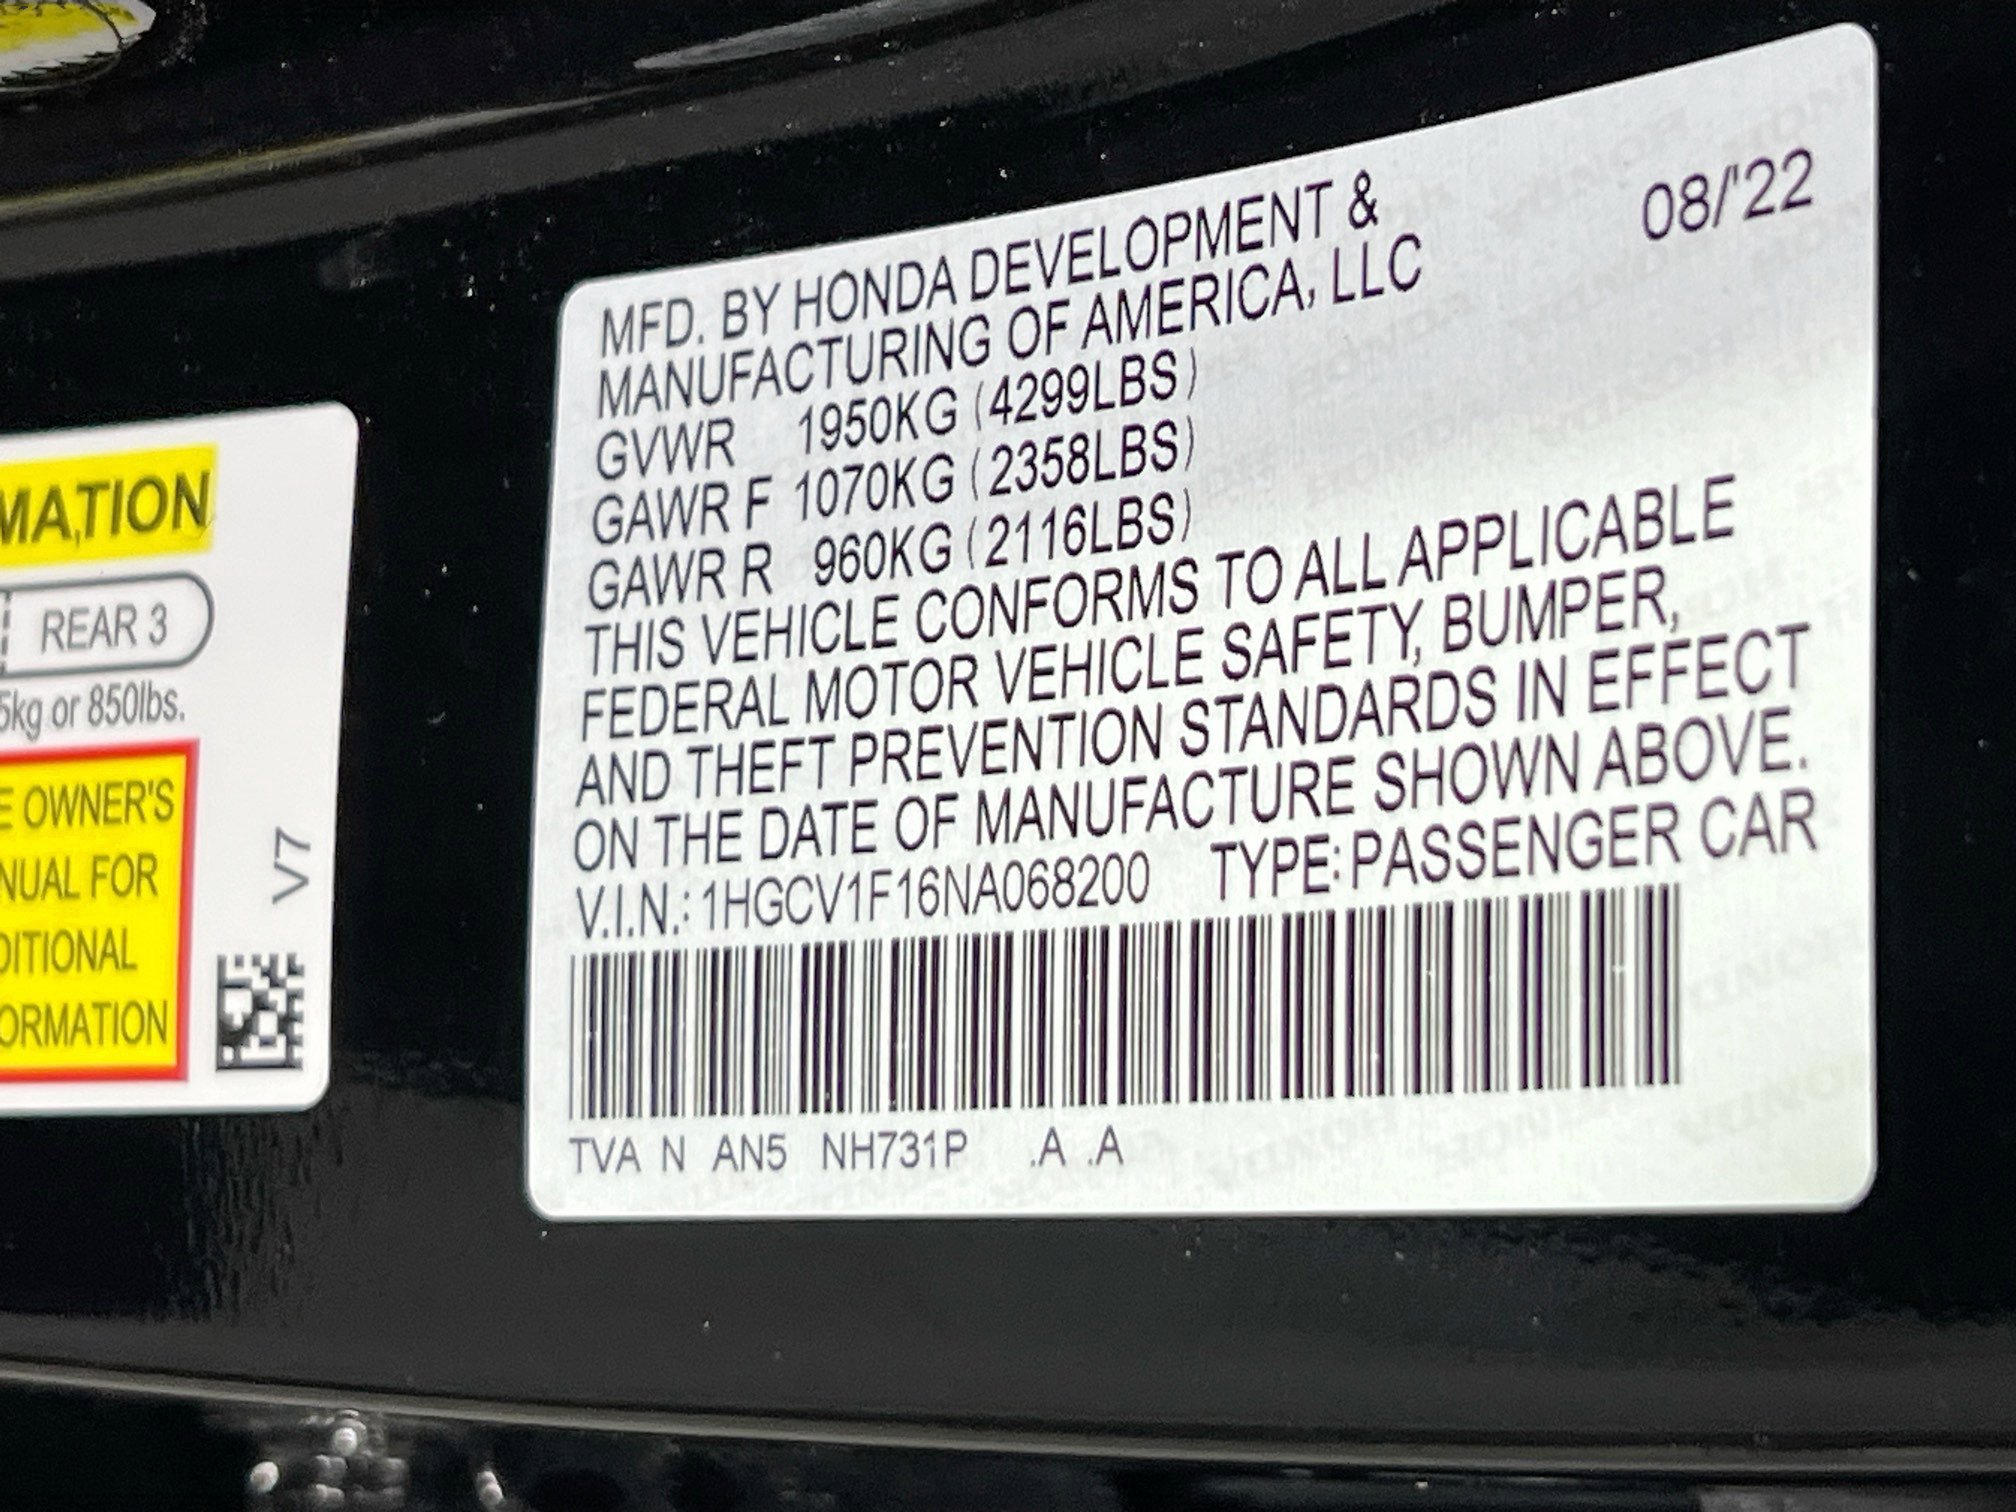 MATION
REAR 3
5kg or 850lbs.
E OWNER'S
NUAL FOR
DITIONAL
ORMATION
V7
08/'22
MFD. BY HONDA DEVELOPMENT &
MANUFACTURING OF AMERICA, LLC
GVWR 1950KG (4299LBS)
GAWR F 1070KG (2358LBS)
GAWR R 960KG (2116LBS)
THIS VEHICLE CONFORMS TO ALL APPLICABLE
FEDERAL MOTOR VEHICLE SAFETY, BUMPER,
AND THEFT PREVENTION STANDARDS IN EFFECT
ON THE DATE OF MANUFACTURE SHOWN ABOVE.
V.I.N.: 1HGCV1F16NA068200 TYPE: PASSENGER CAR
TVA N AN5 NH731P .A .A